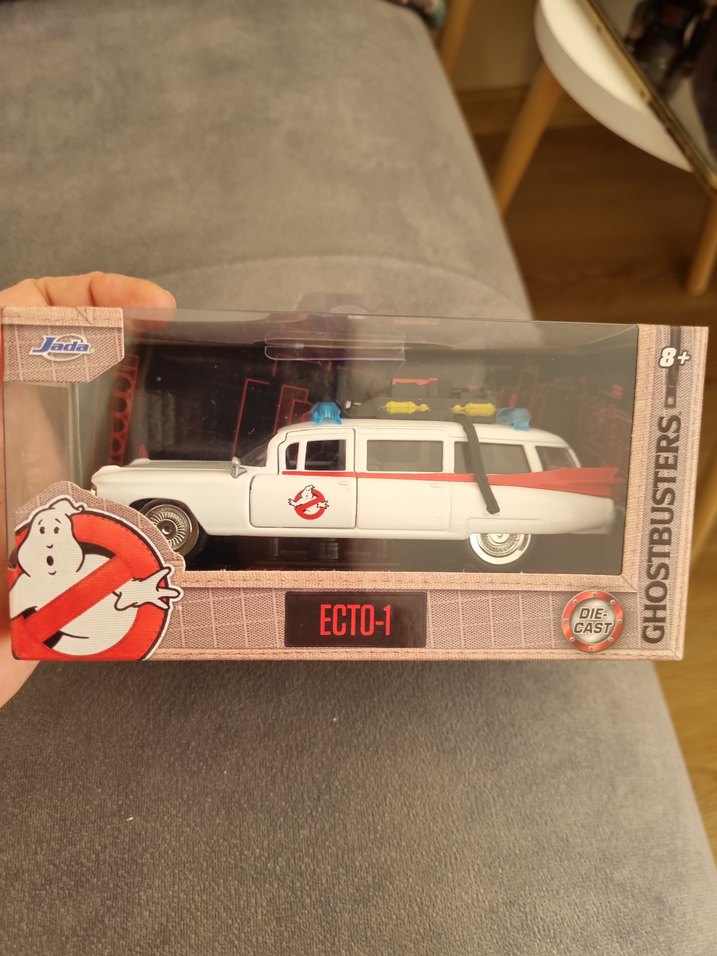 Jada
8+
GHOSTBUSTERS
ECTO-1
DIE-
CAST